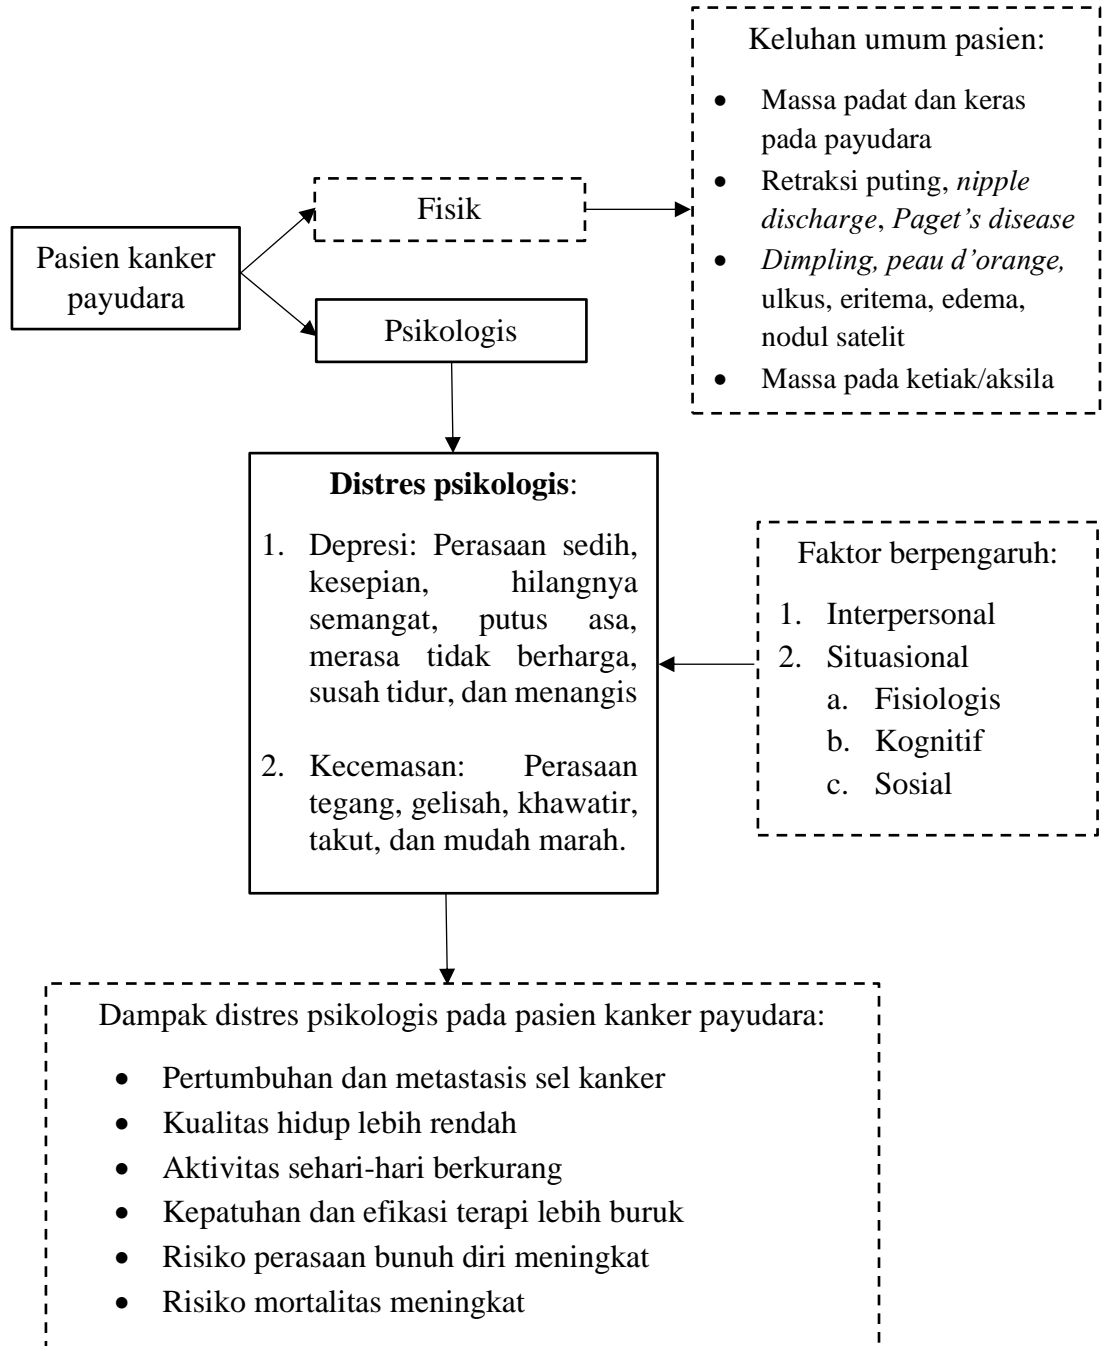 Keluhan umum pasien:
• Massa padat dan keras
pada payudara
• Retraksi puting, nipple
discharge, Paget’s disease
• Dimpling, peau d’orange,
ulkus, eritema, edema,
nodul satelit
• Massa pada ketiak/aksila
Fisik
Pasien kanker
payudara
Psikologis
Distres psikologis:
1. Depresi: Perasaan sedih,
kesepian, hilangnya
semangat, putus asa,
merasa tidak berharga,
susah tidur, dan menangis
2. Kecemasan: Perasaan
tegang, gelisah, khawatir,
takut, dan mudah marah.
Faktor berpengaruh:
1. Interpersonal
2. Situasional
a. Fisiologis
b. Kognitif
c. Sosial
Dampak distres psikologis pada pasien kanker payudara:
• Pertumbuhan dan metastasis sel kanker
• Kualitas hidup lebih rendah
• Aktivitas sehari-hari berkurang
• Kepatuhan dan efikasi terapi lebih buruk
• Risiko perasaan bunuh diri meningkat
• Risiko mortalitas meningkat